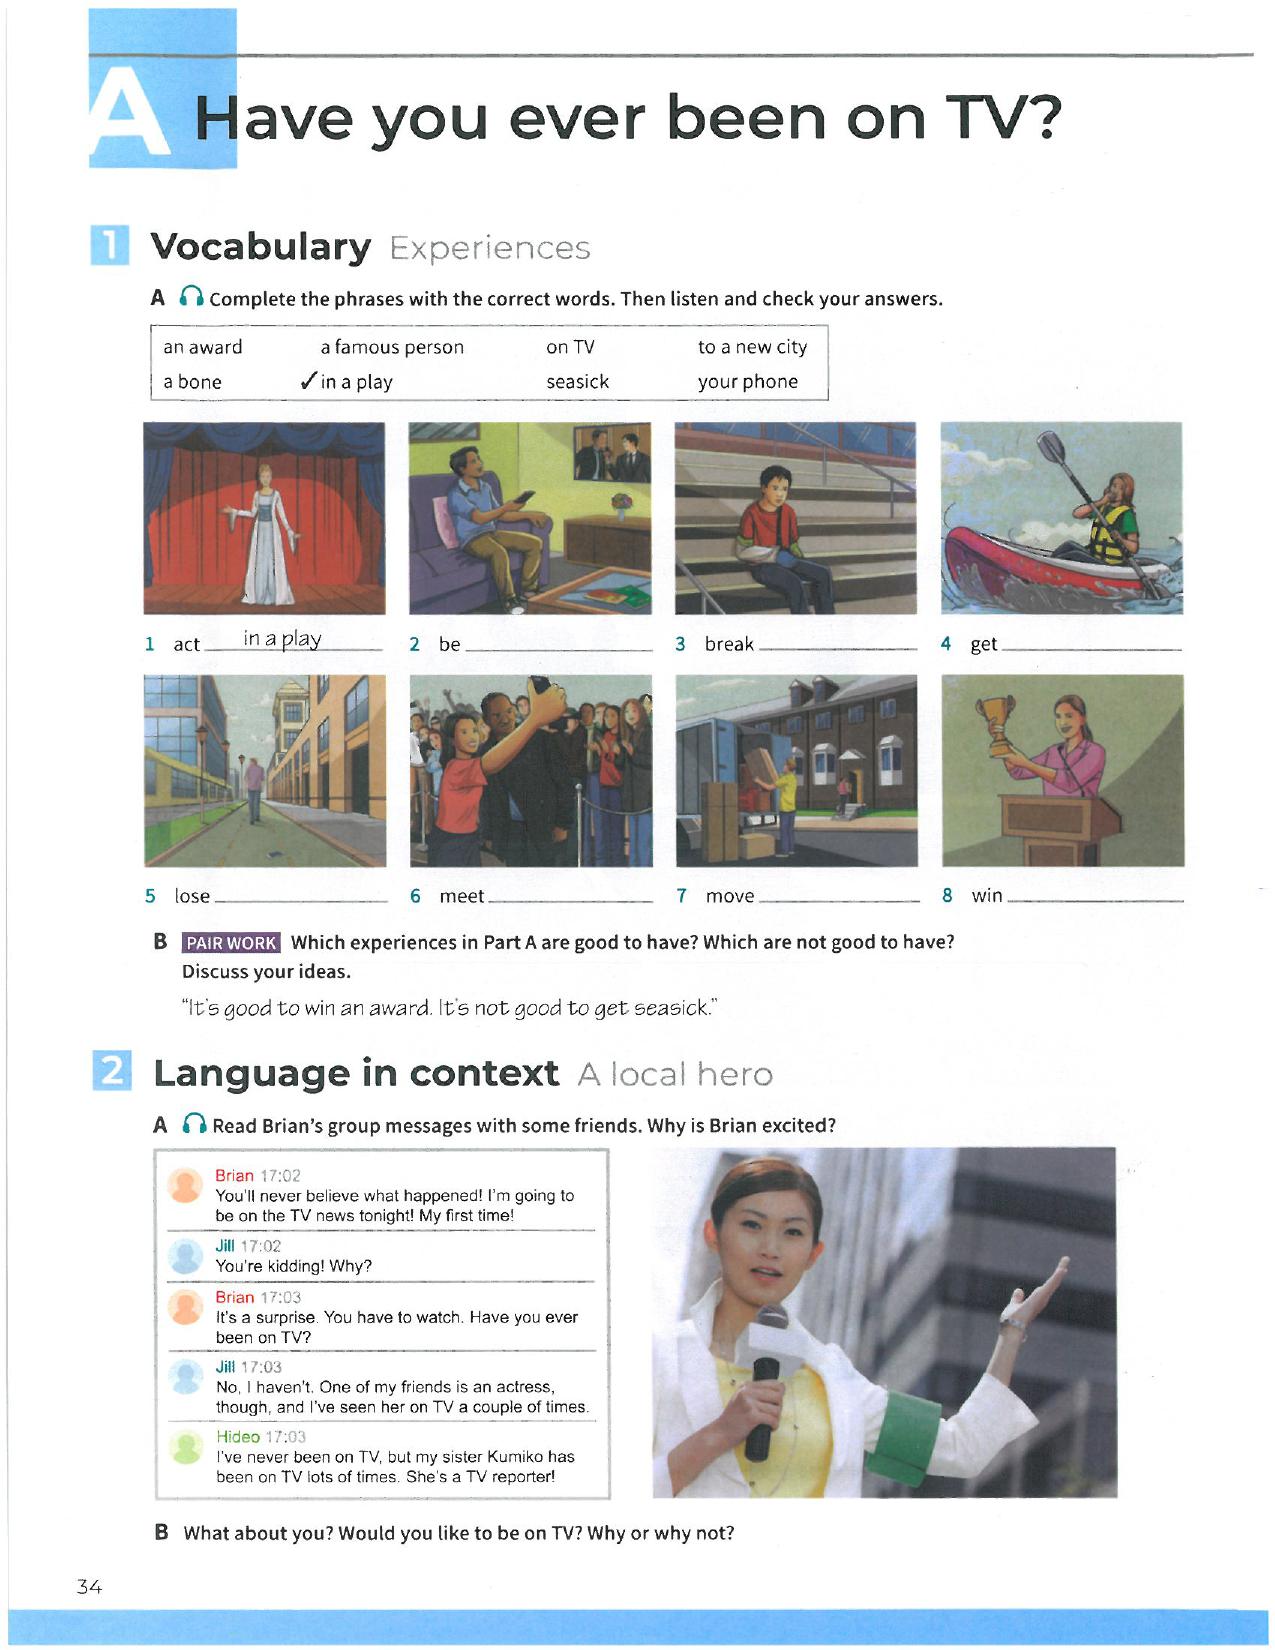 A Have you ever been on TV?
1 Vocabulary Experiences
A Complete the phrases with the correct words. Then listen and check your answers.
an award a famous person on TV to a new city
a bone ✓ in a play seasick your phone
1 act in a play 2 be 3 break 4 get
5 lose 6 meet 7 move 8 win
B PAIR WORK Which experiences in Part A are good to have? Which are not good to have?
Discuss your ideas.
“It’s good to win an award. It’s not good to get seasick.”
2 Language in context A local hero
A Read Brian’s group messages with some friends. Why is Brian excited?
Brian 17:02
You'll never believe what happened! I'm going to
be on the TV news tonight! My first time!
Jill 17:02
You're kidding! Why?
Brian 17:03
It's a surprise. You have to watch. Have you ever
been on TV?
Jill 17:03
No, I haven't. One of my friends is an actress,
though, and I've seen her on TV a couple of times.
Hideo 17:03
I've never been on TV, but my sister Kumiko has
been on TV lots of times. She's a TV reporter!
B What about you? Would you like to be on TV? Why or why not?
34